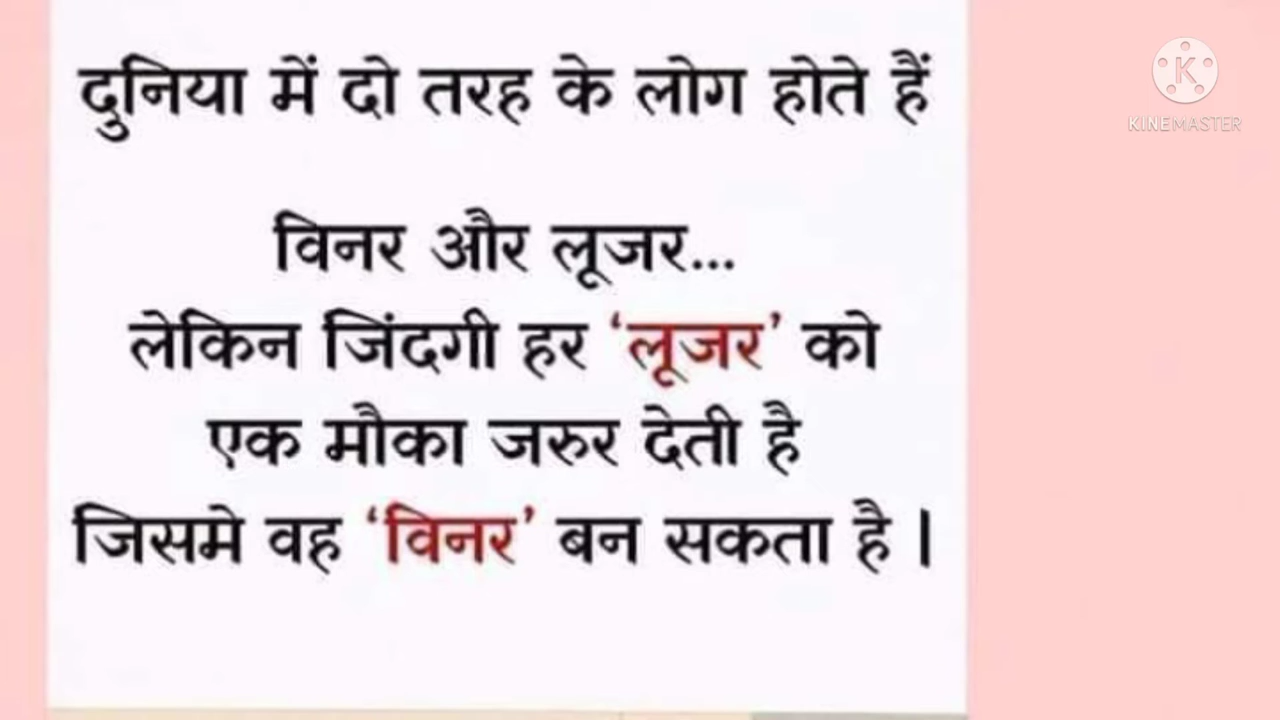 दुनिया में दो तरह के लोग होते हैं
विनर और लूजर...
लेकिन जिंदगी हर ‘लूजर’ को
एक मौका जरुर देती है
जिसमे वह ‘विनर’ बन सकता है |
K
KINEMASTER